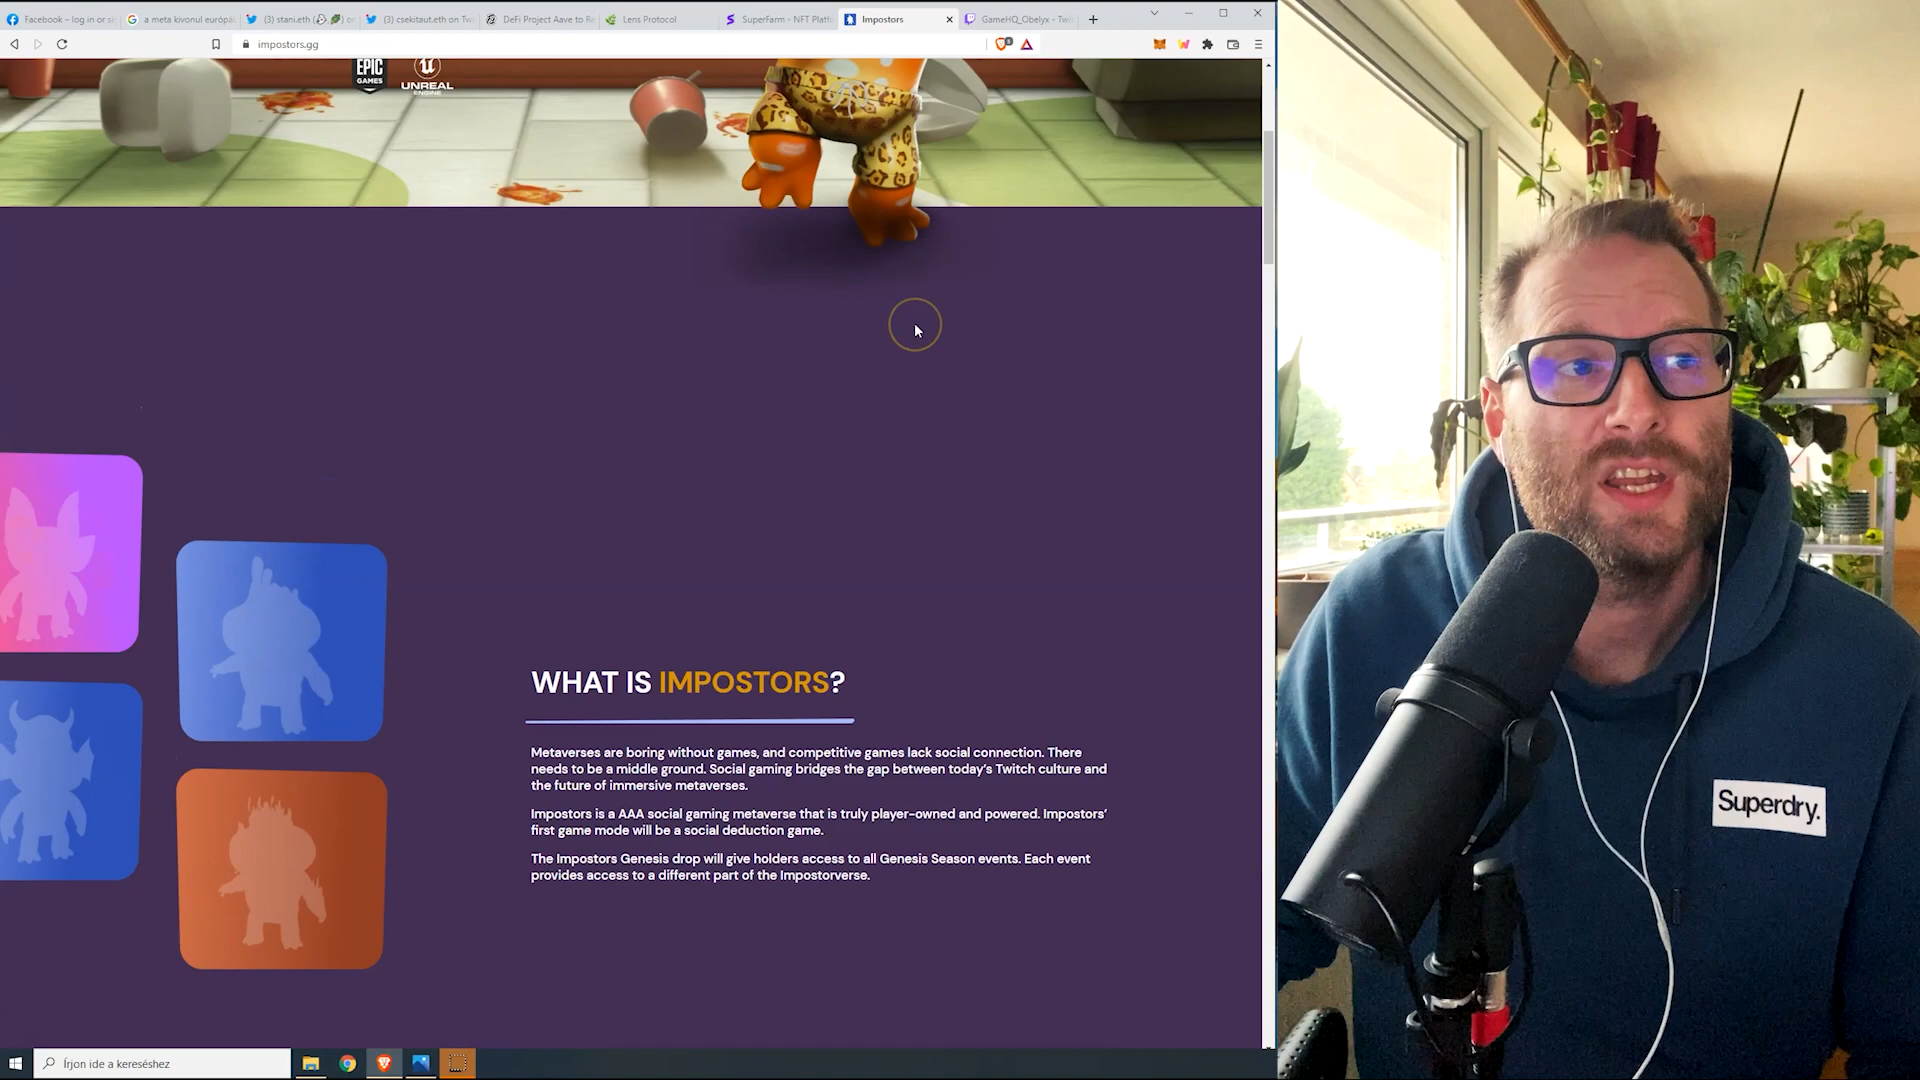 Facebook – log in or si
a meta kivonul európáb
(3) stani.eth
(3) csekitaut.eth on Twi
DeFi Project Aave to Re
Lens Protocol
SuperFarm - NFT Platf
Impostors
GameHQ_Obelyx - Twi
impostors.gg
EPIC
GAMES
UNREAL
ENGINE
WHAT IS IMPOSTORS?
Metaverses are boring without games, and competitive games lack social connection. There
needs to be a middle ground. Social gaming bridges the gap between today's Twitch culture and
the future of immersive metaverses.
Impostors is a AAA social gaming metaverse that is truly player-owned and powered. Impostors'
first game mode will be a social deduction game.
The Impostors Genesis drop will give holders access to all Genesis Season events. Each event
provides access to a different part of the Impostorverse.
Superdry.
Írjon ide a kereséshez